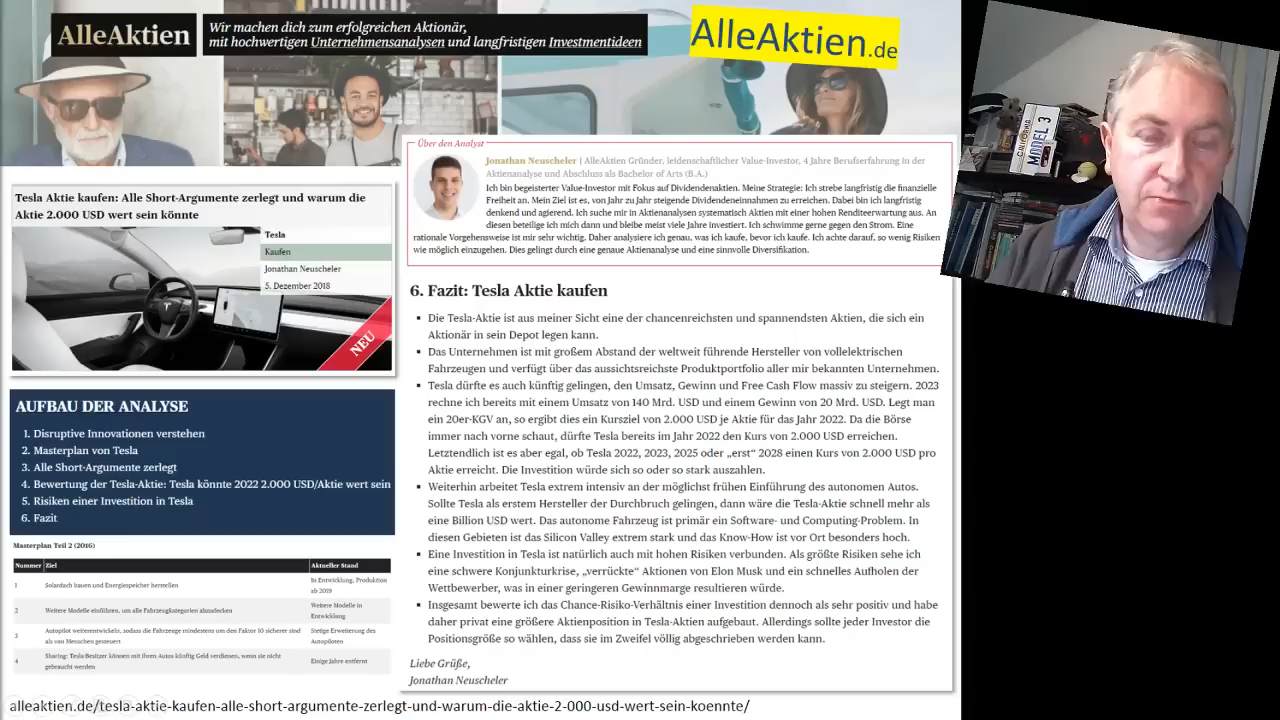 AlleAktien
Wir machen dich zum erfolgreichen Aktionär,
mit hochwertigen Unternehmensanalysen und langfristigen Investmentideen
AlleAktien.de
CALIFORNIA
MODEL 3
Tesla Aktie kaufen: Alle Short-Argumente zerlegt und warum die
Aktie 2.000 USD wert sein könnte
Tesla
Kaufen
Jonathan Neuscheler
5. Dezember 2018
NEU
AUFBAU DER ANALYSE
1. Disruptive Innovationen verstehen
2. Masterplan von Tesla
3. Alle Short-Argumente zerlegt
4. Bewertung der Tesla-Aktie: Tesla könnte 2022 2.000 USD/Aktie wert sein
5. Risiken einer Investition in Tesla
6. Fazit
Masterplan Teil 2 (2016)
Nummer Ziel Aktueller Stand
1 Solardach bauen und Energiespeicher herstellen In Entwicklung, Produktion
ab 2019
2 Weitere Modelle einführen, um alle Fahrzeugkategorien abzudecken Weitere Modelle in
Entwicklung
3 Autopilot weiterentwickeln, sodass die Fahrzeuge mindestens um den Faktor 10 sicherer sind Stetige Erweiterung des
als von Menschen gesteuert Autopiloten
4 Sharing: Tesla-Besitzer können mit ihren Autos künftig Geld verdienen, wenn sie nicht Einige Jahre entfernt
gebraucht werden
Über den Analyst
Jonathan Neuscheler | AlleAktien Gründer, leidenschaftlicher Value-Investor, 4 Jahre Berufserfahrung in der
Aktienanalyse und Abschluss als Bachelor of Arts (B.A.)
Ich bin begeisterter Value-Investor mit Fokus auf Dividendenaktien. Meine Strategie: Ich strebe langfristig die finanzielle
Freiheit an. Mein Ziel ist es, von Jahr zu Jahr steigende Dividendeneinnahmen zu erreichen. Dabei bin ich langfristig
denkend und agierend. Ich suche mir in Aktienanalysen systematisch Aktien mit einer hohen Renditeerwartung aus. An
diesen beteilige ich mich dann und bleibe meist viele Jahre investiert. Ich schwimme gerne gegen den Strom. Eine
rationale Vorgehensweise ist mir sehr wichtig. Daher analysiere ich genau, was ich kaufe, bevor ich kaufe. Ich achte darauf, so wenig Risiken
wie möglich einzugehen. Dies gelingt durch eine genaue Aktienanalyse und eine sinnvolle Diversifikation.
6. Fazit: Tesla Aktie kaufen
▪ Die Tesla-Aktie ist aus meiner Sicht eine der chancenreichsten und spannendsten Aktien, die sich ein
Aktionär in sein Depot legen kann.
▪ Das Unternehmen ist mit großem Abstand der weltweit führende Hersteller von vollelektrischen
Fahrzeugen und verfügt über das aussichtsreichste Produktportfolio aller mir bekannten Unternehmen.
▪ Tesla dürfte es auch künftig gelingen, den Umsatz, Gewinn und Free Cash Flow massiv zu steigern. 2023
rechne ich bereits mit einem Umsatz von 140 Mrd. USD und einem Gewinn von 20 Mrd. USD. Legt man
ein 20er-KGV an, so ergibt dies ein Kursziel von 2.000 USD je Aktie für das Jahr 2022. Da die Börse
immer nach vorne schaut, dürfte Tesla bereits im Jahr 2022 den Kurs von 2.000 USD erreichen.
Letztendlich ist es aber egal, ob Tesla 2022, 2023, 2025 oder „erst“ 2028 einen Kurs von 2.000 USD pro
Aktie erreicht. Die Investition würde sich so oder so stark auszahlen.
▪ Weiterhin arbeitet Tesla extrem intensiv an der möglichst frühen Einführung des autonomen Autos.
Sollte Tesla als erstem Hersteller der Durchbruch gelingen, dann wäre die Tesla-Aktie schnell mehr als
eine Billion USD wert. Das autonome Fahrzeug ist primär ein Software- und Computing-Problem. In
diesen Gebieten ist das Silicon Valley extrem stark und das Know-How ist vor Ort besonders hoch.
▪ Eine Investition in Tesla ist natürlich auch mit hohen Risiken verbunden. Als größte Risiken sehe ich
eine schwere Konjunkturkrise, „verrückte“ Aktionen von Elon Musk und ein schnelles Aufholen der
Wettbewerber, was in einer geringeren Gewinnmarge resultieren würde.
▪ Insgesamt bewerte ich das Chance-Risiko-Verhältnis einer Investition dennoch als sehr positiv und habe
daher privat eine größere Aktienposition in Tesla-Aktien aufgebaut. Allerdings sollte jeder Investor die
Positionsgröße so wählen, dass sie im Zweifel völlig abgeschrieben werden kann.
Liebe Grüße,
Jonathan Neuscheler
alleaktien.de/tesla-aktie-kaufen-alle-short-argumente-zerlegt-und-warum-die-aktie-2-000-usd-wert-sein-koennte/